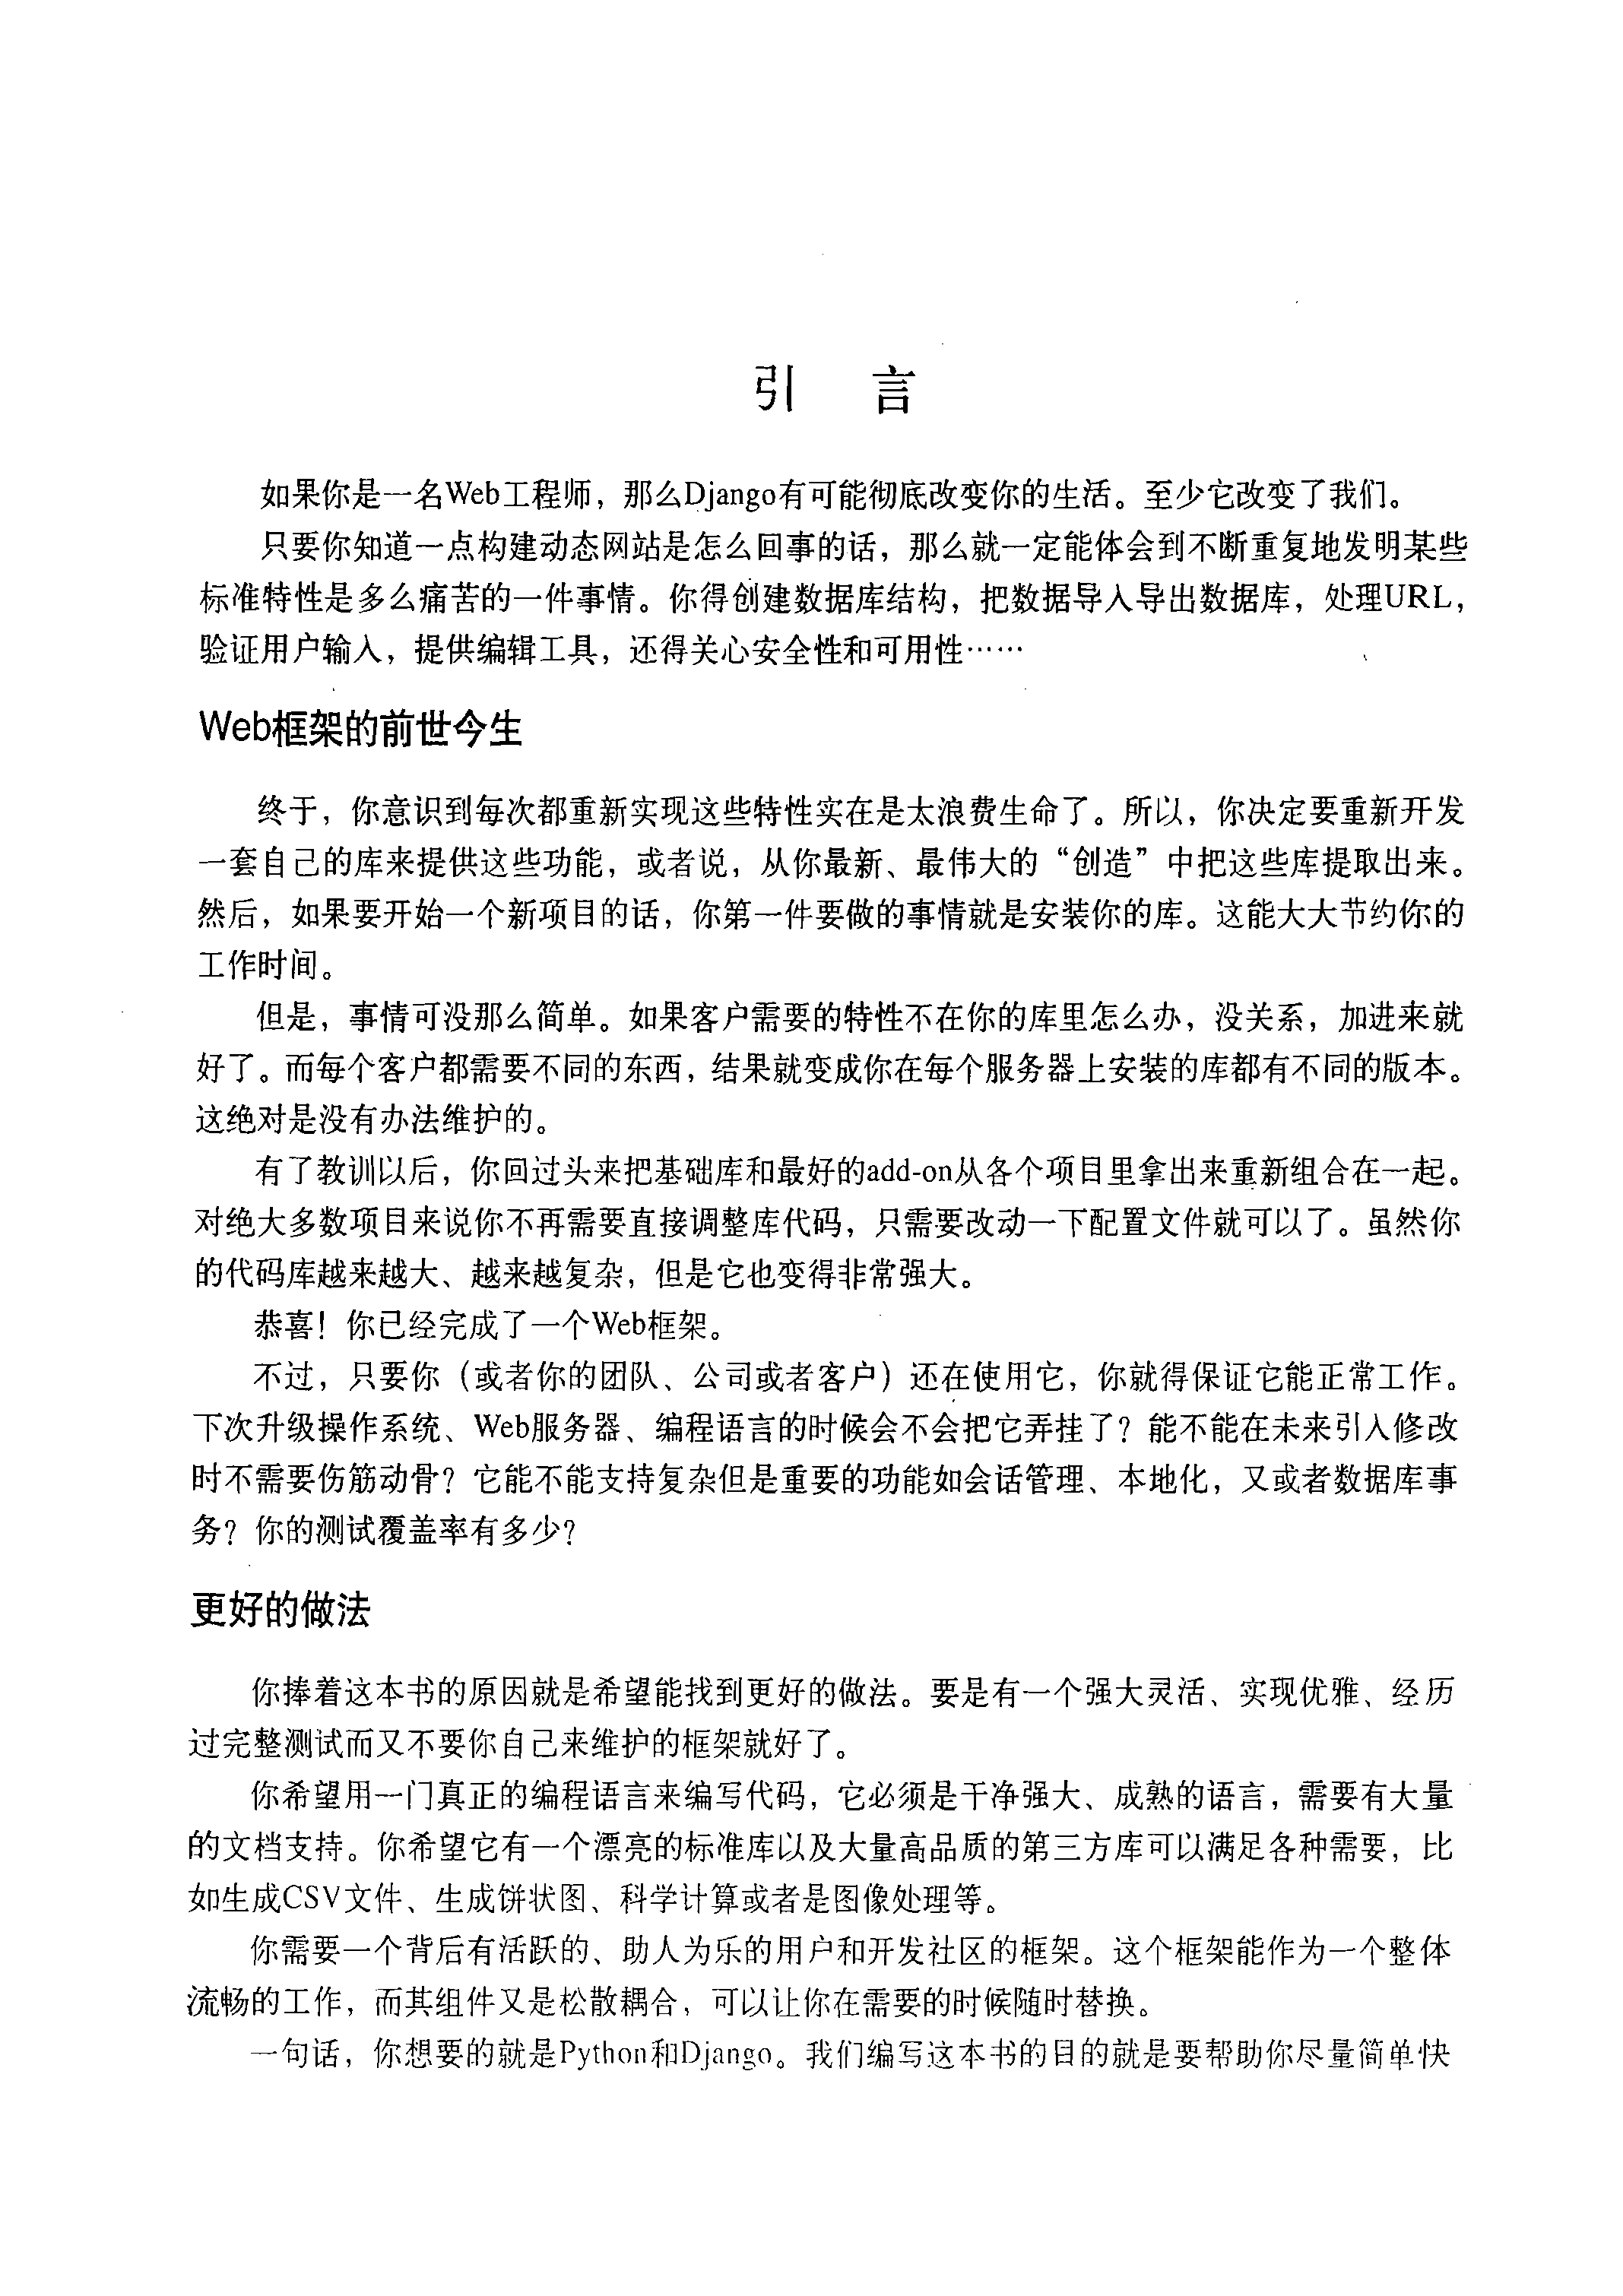 引 言
如果你是一名Web工程师，那么Django有可能彻底改变你的生活。至少它改变了我们。
只要你知道一点构建动态网站是怎么回事的话，那么就一定能体会到不断重复地发明某些
标准特性是多么痛苦的一件事情。你得创建数据库结构，把数据导入导出数据库，处理URL，
验证用户输入，提供编辑工具，还得关心安全性和可用性……
Web框架的前世今生
终于，你意识到每次都重新实现这些特性实在是太浪费生命了。所以，你决定要重新开发
一套自己的库来提供这些功能，或者说，从你最新、最伟大的“创造”中把这些库提取出来。
然后，如果要开始一个新项目的话，你第一件要做的事情就是安装你的库。这能大大节约你的
工作时间。
但是，事情可没那么简单。如果客户需要的特性不在你的库里怎么办，没关系，加进来就
好了。而每个客户都需要不同的东西，结果就变成你在每个服务器上安装的库都有不同的版本。
这绝对是没有办法维护的。
有了教训以后，你回过头来把基础库和最好的add-on从各个项目里拿出来重新组合在一起。
对绝大多数项目来说你不再需要直接调整库代码，只需要改动一下配置文件就可以了。虽然你
的代码库越来越大、越来越复杂，但是它也变得非常强大。
恭喜！你已经完成了一个Web框架。
不过，只要你（或者你的团队、公司或者客户）还在使用它，你就得保证它能正常工作。
下次升级操作系统、Web服务器、编程语言的时候会不会把它弄挂了？能不能在未来引入修改
时不需要伤筋动骨？它能不能支持复杂但是重要的功能如会话管理、本地化，又或者数据库事
务？你的测试覆盖率有多少？
更好的做法
你捧着这本书的原因就是希望能找到更好的做法。要是有一个强大灵活、实现优雅、经历
过完整测试而又不要你自己来维护的框架就好了。
你希望用一门真正的编程语言来编写代码，它必须是干净强大、成熟的语言，需要有大量
的文档支持。你希望它有一个漂亮的标准库以及大量高品质的第三方库可以满足各种需要，比
如生成CSV文件、生成饼状图、科学计算或者是图像处理等。
你需要一个背后有活跃的、助人为乐的用户和开发社区的框架。这个框架能作为一个整体
流畅的工作，而其组件又是松散耦合，可以让你在需要的时候随时替换。
一句话，你想要的就是Python和Django。我们编写这本书的目的就是要帮助你尽量简单快